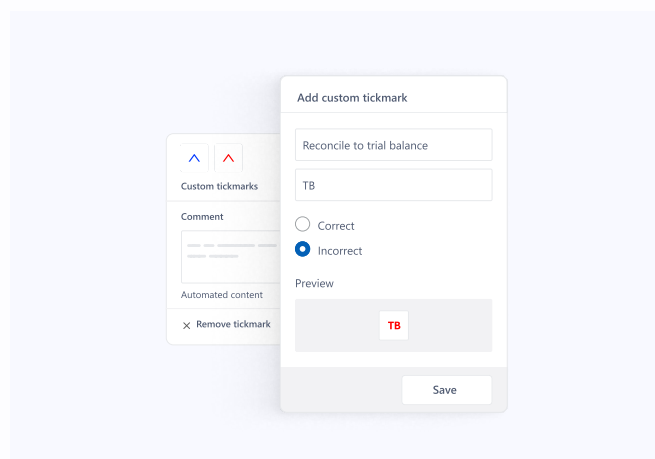 Add custom tickmark
Reconcile to trial balance
TB
Correct
Incorrect
Preview
TB
Save
Custom tickmarks
Comment
Automated content
Remove tickmark